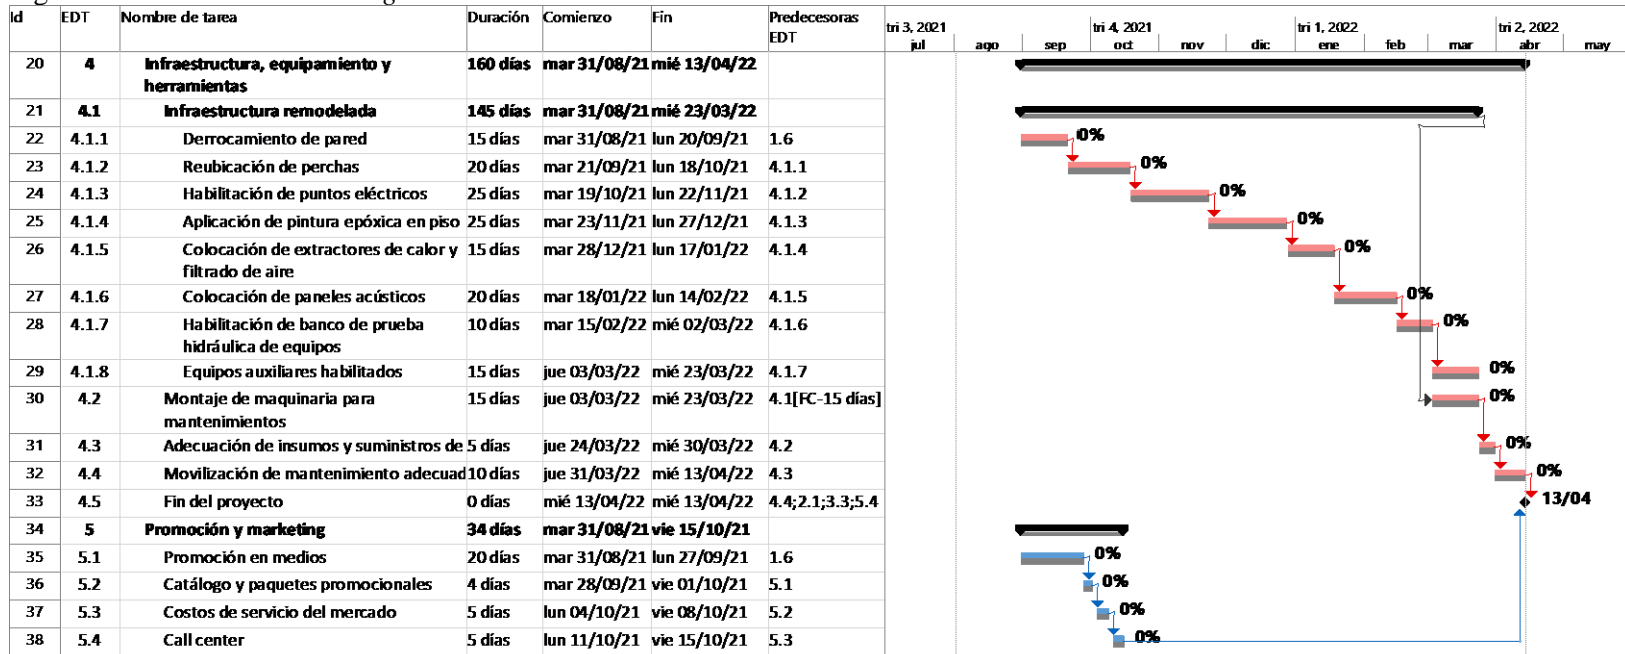 Id EDT Nombre de tarea Duración Comienzo Fin Predecesoras EDT
tri 3, 2021 tri 4, 2021 tri 1, 2022 tri 2, 2022
jul ago sep oct nov dic ene feb mar abr may
20 4 Infraestructura, equipamiento y 160 días mar 31/08/21 mié 13/04/22
herramientas
21 4.1 Infraestructura remodelada 145 días mar 31/08/21 mié 23/03/22
22 4.1.1 Derrocamiento de pared 15 días mar 31/08/21 lun 20/09/21 1.6 0%
23 4.1.2 Reubicación de perchas 20 días mar 21/09/21 lun 18/10/21 4.1.1 0%
24 4.1.3 Habilitación de puntos eléctricos 25 días mar 19/10/21 lun 22/11/21 4.1.2 0%
25 4.1.4 Aplicación de pintura epóxica en piso 25 días mar 23/11/21 lun 27/12/21 4.1.3 0%
26 4.1.5 Colocación de extractores de calor y 15 días mar 28/12/21 lun 17/01/22 4.1.4 0%
filtrado de aire
27 4.1.6 Colocación de paneles acústicos 20 días mar 18/01/22 lun 14/02/22 4.1.5 0%
28 4.1.7 Habilitación de banco de prueba 10 días mar 15/02/22 mié 02/03/22 4.1.6 0%
hidráulica de equipos
29 4.1.8 Equipos auxiliares habilitados 15 días jue 03/03/22 mié 23/03/22 4.1.7 0%
30 4.2 Montaje de maquinaria para 15 días jue 03/03/22 mié 23/03/22 4.1[FC-15 días] 0%
mantenimientos
31 4.3 Adecuación de insumos y suministros de 5 días jue 24/03/22 mié 30/03/22 4.2 0%
32 4.4 Movilización de mantenimiento adecuad 10 días jue 31/03/22 mié 13/04/22 4.3 0%
33 4.5 Fin del proyecto 0 días mié 13/04/22 mié 13/04/22 4.4;2.1;3.3;5.4 13/04
34 5 Promoción y marketing 34 días mar 31/08/21 vie 15/10/21
35 5.1 Promoción en medios 20 días mar 31/08/21 lun 27/09/21 1.6 0%
36 5.2 Catálogo y paquetes promocionales 4 días mar 28/09/21 vie 01/10/21 5.1 0%
37 5.3 Costos de servicio del mercado 5 días lun 04/10/21 vie 08/10/21 5.2 0%
38 5.4 Call center 5 días lun 11/10/21 vie 15/10/21 5.3 0%